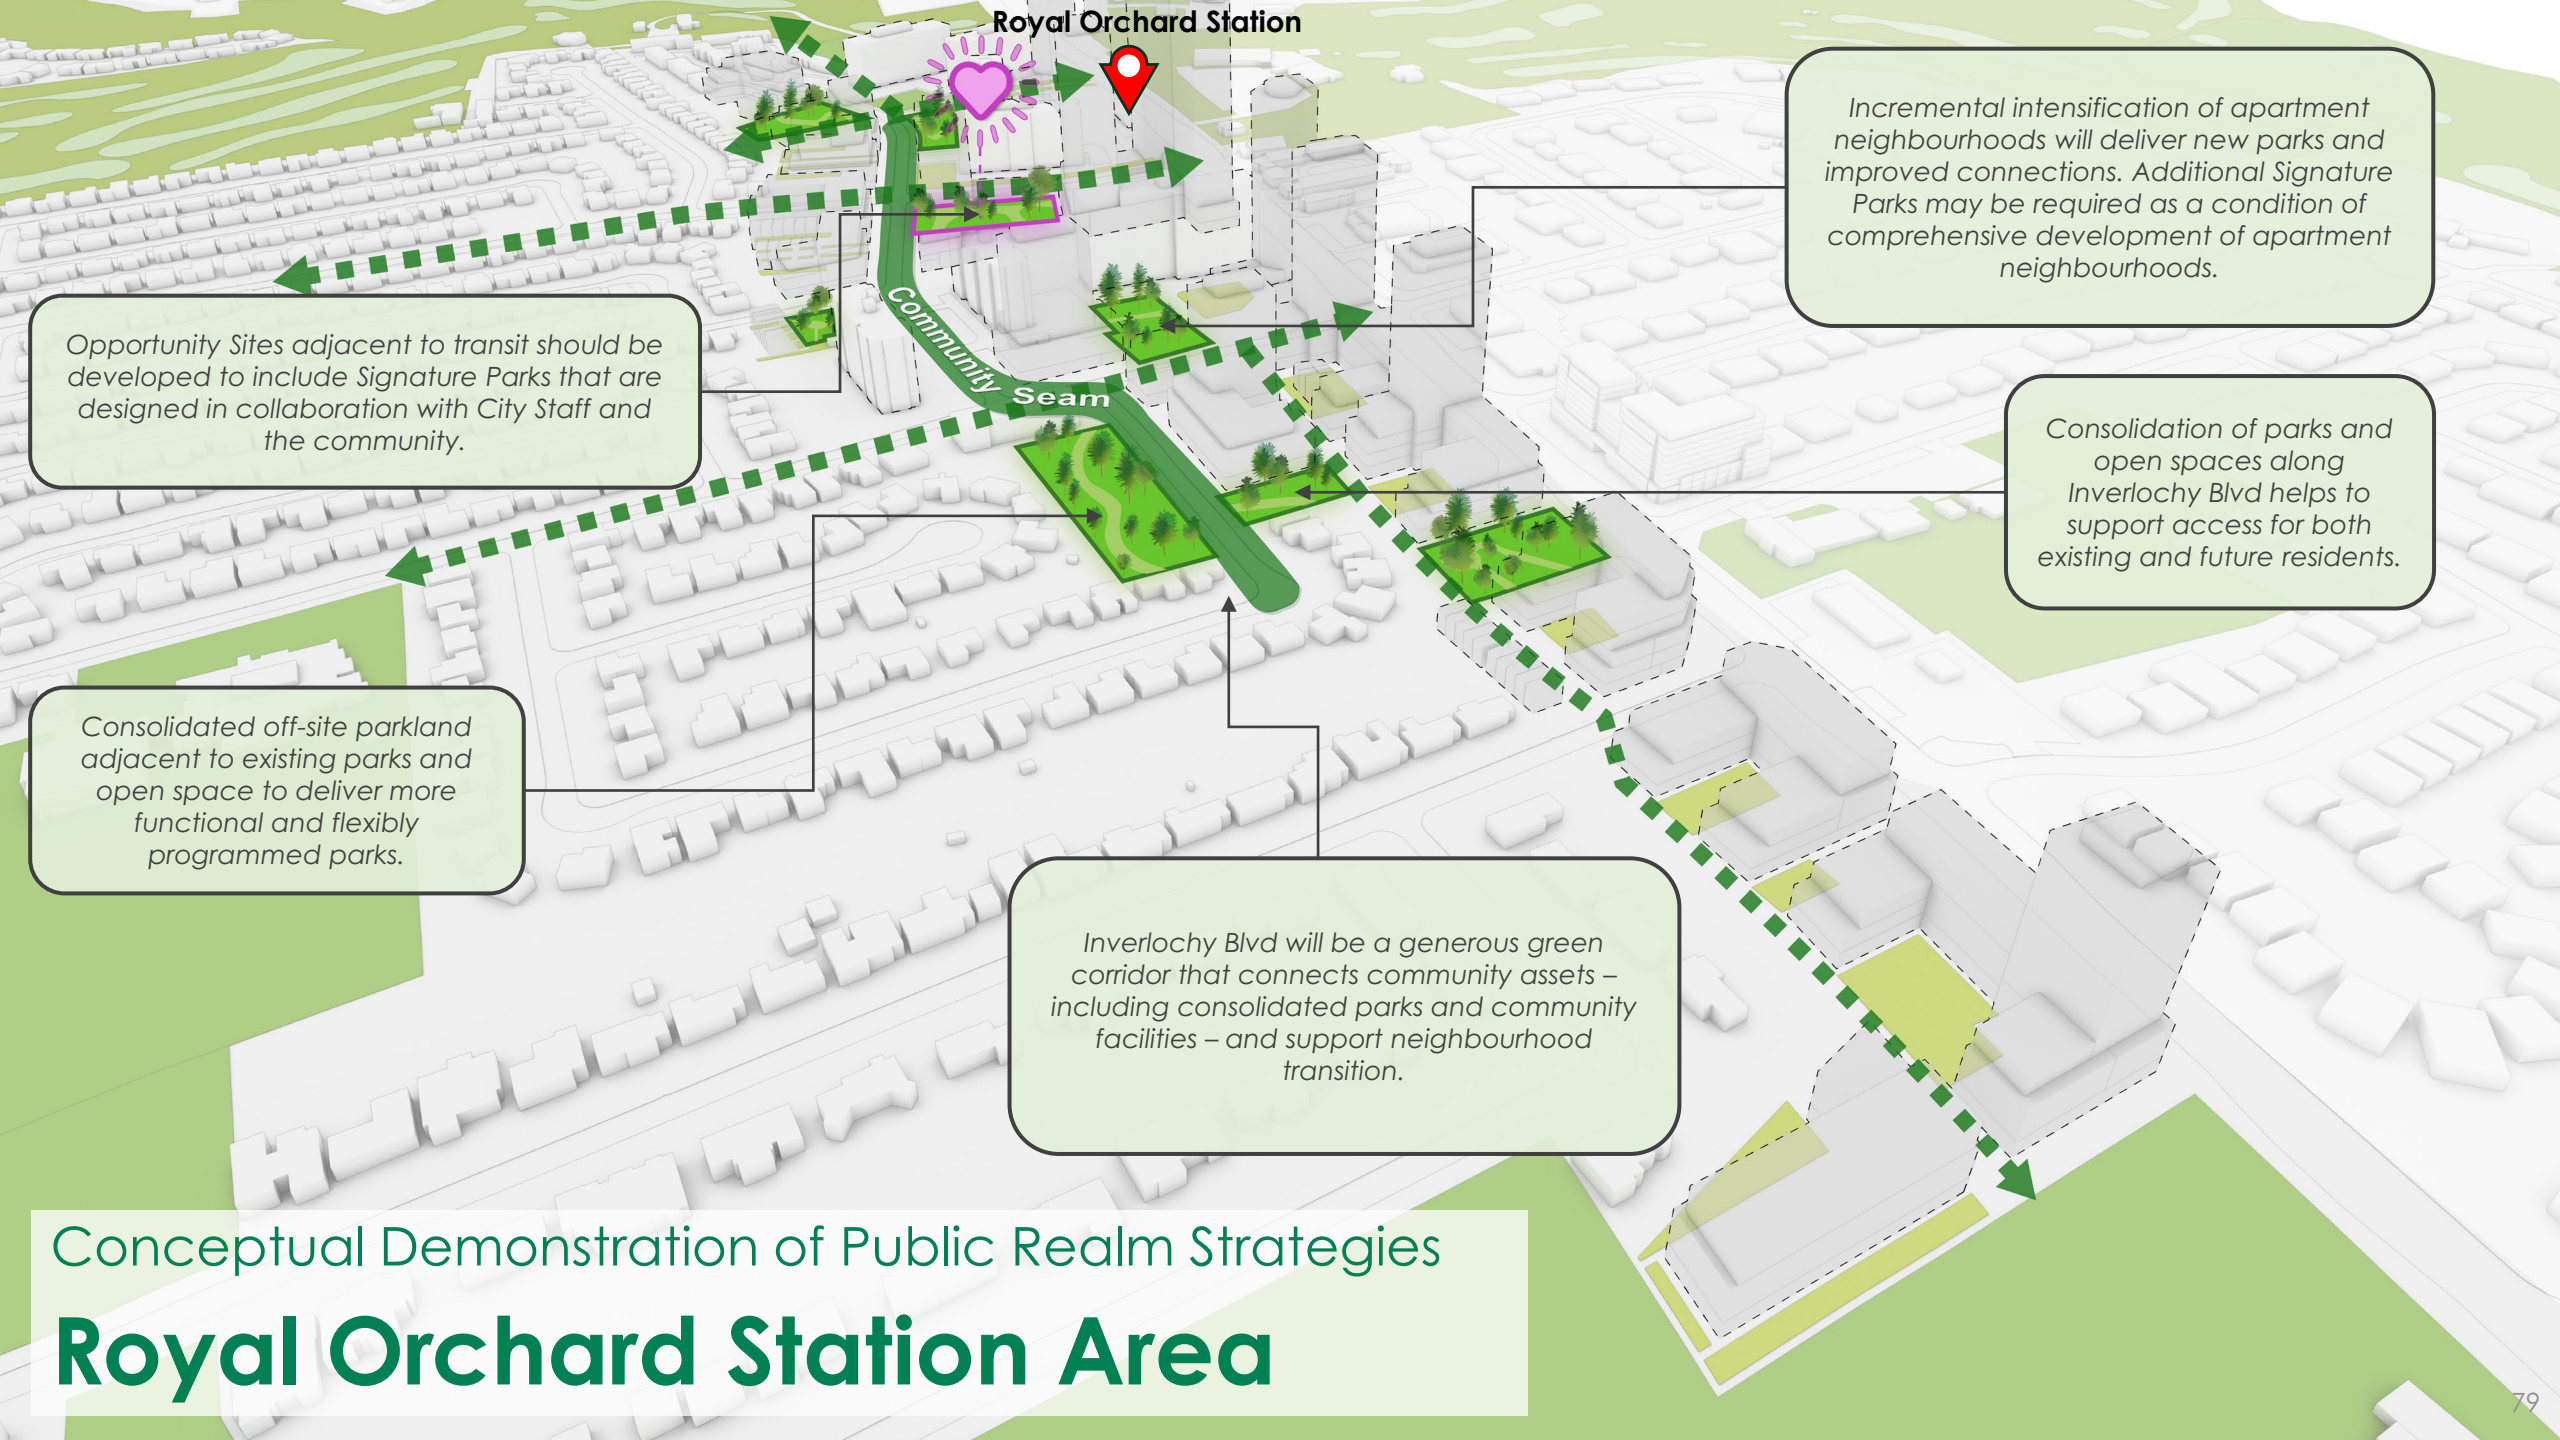 Royal Orchard Station
Incremental intensification of apartment
neighbourhoods will deliver new parks and
improved connections. Additional Signature
Parks may be required as a condition of
comprehensive development of apartment
neighbourhoods.
Opportunity Sites adjacent to transit should be
developed to include Signature Parks that are
designed in collaboration with City Staff and
the community.
Community Seam
Consolidation of parks and
open spaces along
Inverlochy Blvd helps to
support access for both
existing and future residents.
Consolidated off-site parkland
adjacent to existing parks and
open space to deliver more
functional and flexibly
programmed parks.
Inverlochy Blvd will be a generous green
corridor that connects community assets –
including consolidated parks and community
facilities – and support neighbourhood
transition.
Conceptual Demonstration of Public Realm Strategies
Royal Orchard Station Area
79